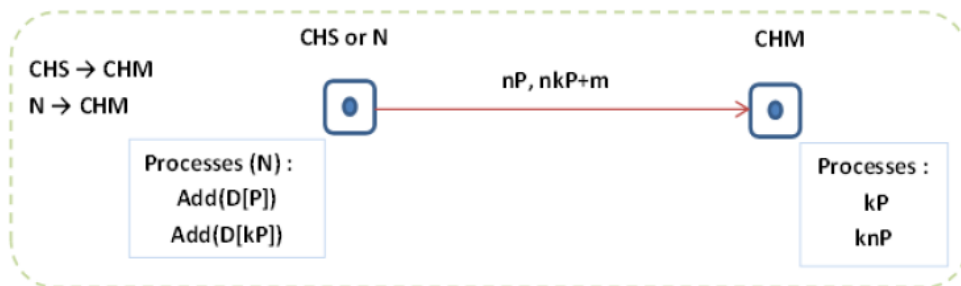 CHS or N
CHM
CHS → CHM
N → CHM
nP, nkP+m
Processes (N) :
Add(D[P])
Add(D[kP])
Processes :
kP
knP